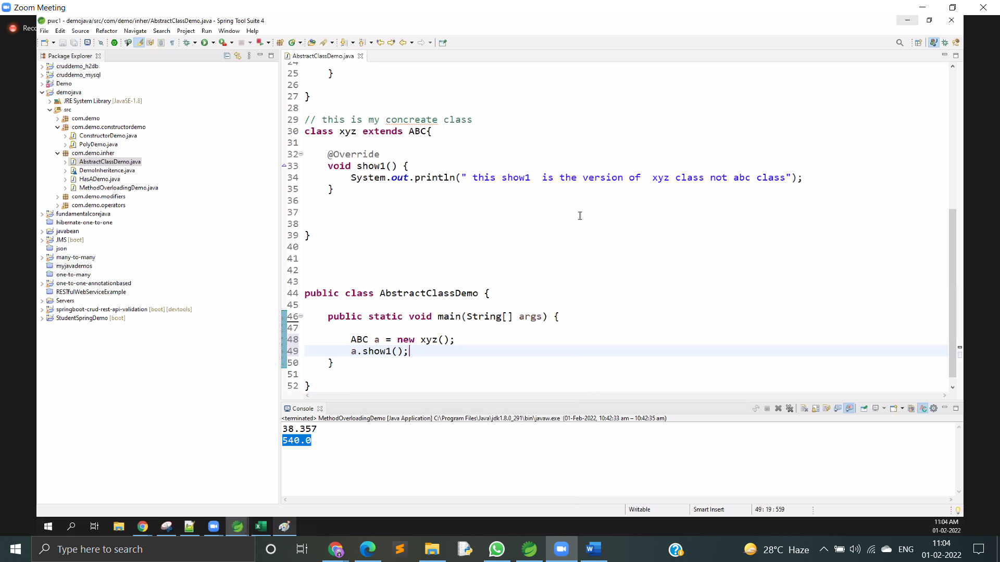 Zoom Meeting
Reco
pwc1 - demojava/src/com/demo/inher/AbstractClassDemo.java - Spring Tool Suite 4
File Edit Source Refactor Navigate Search Project Run Window Help
Package Explorer
cruddemo_h2db
cruddemo_mysql
Demo
demojava
JRE System Library [JavaSE-1.8]
src
com.demo
com.demo.constructordemo
ConstructorDemo.java
PolyDemo.java
com.demo.inher
AbstractClassDemo.java
DemoInheritence.java
HasADemo.java
MethodOverloadingDemo.java
com.demo.modifiers
com.demo.operators
fundamentalcorejava
hibernate-one-to-one
javabean
JMS [boot]
json
many-to-many
myjavademos
one-to-many
one-to-one-annotationbased
RESTfulWebServiceExample
Servers
springboot-crud-rest-api-validation [boot] [devtools]
StudentSpringDemo [boot]
AbstractClassDemo.java
24
25 }
26
27 }
28
29 // this is my concreate class
30 class xyz extends ABC{
31
32 @Override
33 void show1() {
34 System.out.println(" this show1  is the version of  xyz class not abc class");
35 }
36
37
38
39 }
40
41
42
43
44 public class AbstractClassDemo {
45
46 public static void main(String[] args) {
47
48 ABC a = new xyz();
49 a.show1();
50 }
51
52 }
Console
<terminated> MethodOverloadingDemo [Java Application] C:\Program Files\Java\jdk1.8.0_291\bin\javaw.exe (01-Feb-2022, 10:42:33 am – 10:42:35 am)
38.357
540.0
Writable Smart Insert 49 : 19 : 559
11:04 AM
01-02-2022
Type here to search
28°C Haze
ENG
11:04
01-02-2022